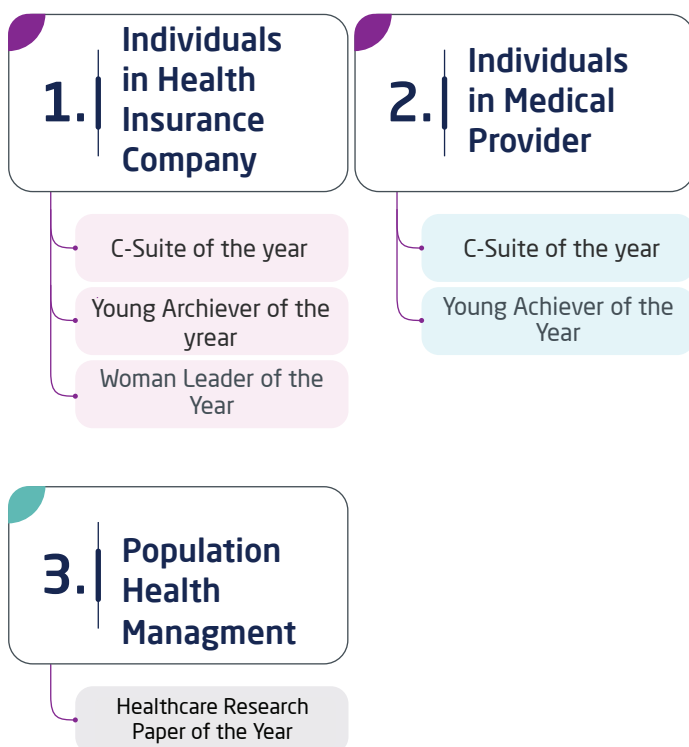 1.
Individuals
in Health
Insurance
Company
C-Suite of the year
Young Archiever of the
yrear
Woman Leader of the
Year
2.
Individuals
in Medical
Provider
C-Suite of the year
Young Achiever of the
Year
3.
Population
Health
Managment
Healthcare Research
Paper of the Year